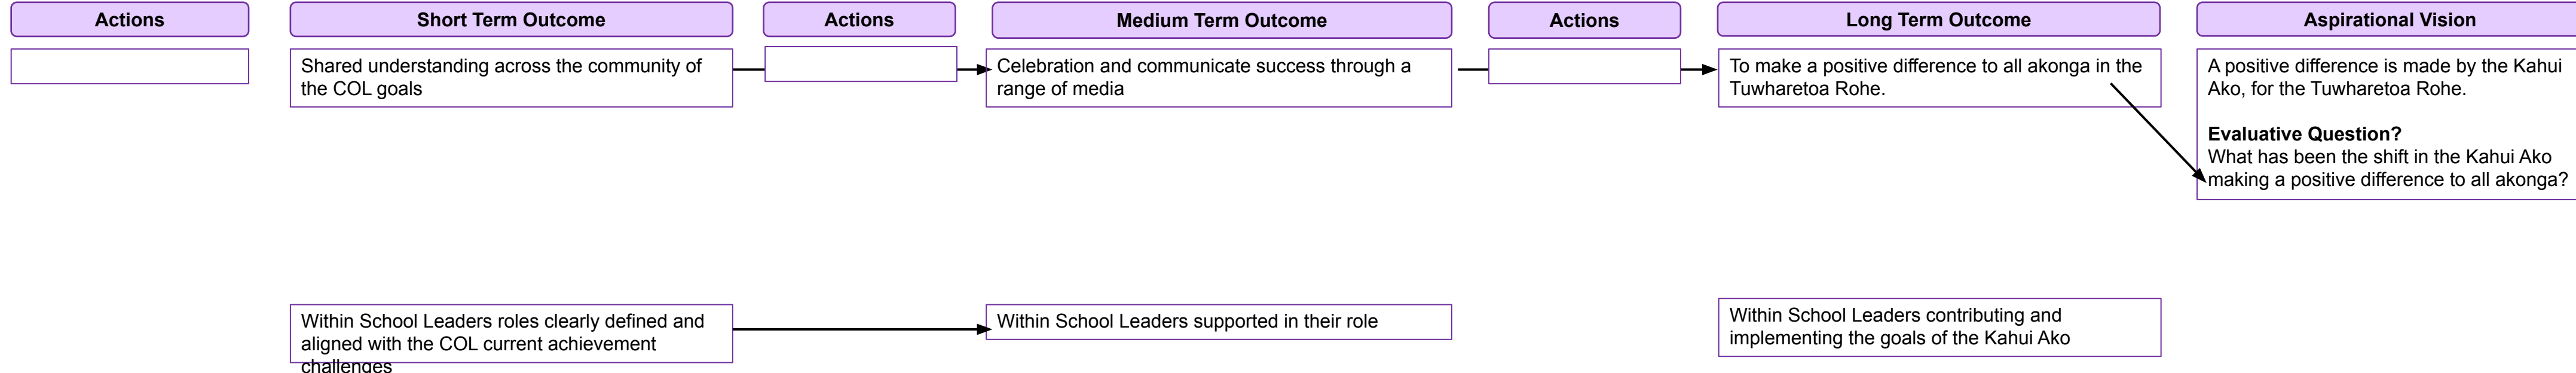 Actions
Short Term Outcome
Actions
Medium Term Outcome
Actions
Long Term Outcome
Aspirational Vision
Shared understanding across the community of
the COL goals
Celebration and communicate success through a
range of media
To make a positive difference to all akonga in the
Tuwharetoa Rohe.
A positive difference is made by the Kahui
Ako, for the Tuwharetoa Rohe.
Evaluative Question?
What has been the shift in the Kahui Ako
making a positive difference to all akonga?
Within School Leaders roles clearly defined and
aligned with the COL current achievement
challenges
Within School Leaders supported in their role
Within School Leaders contributing and
implementing the goals of the Kahui Ako